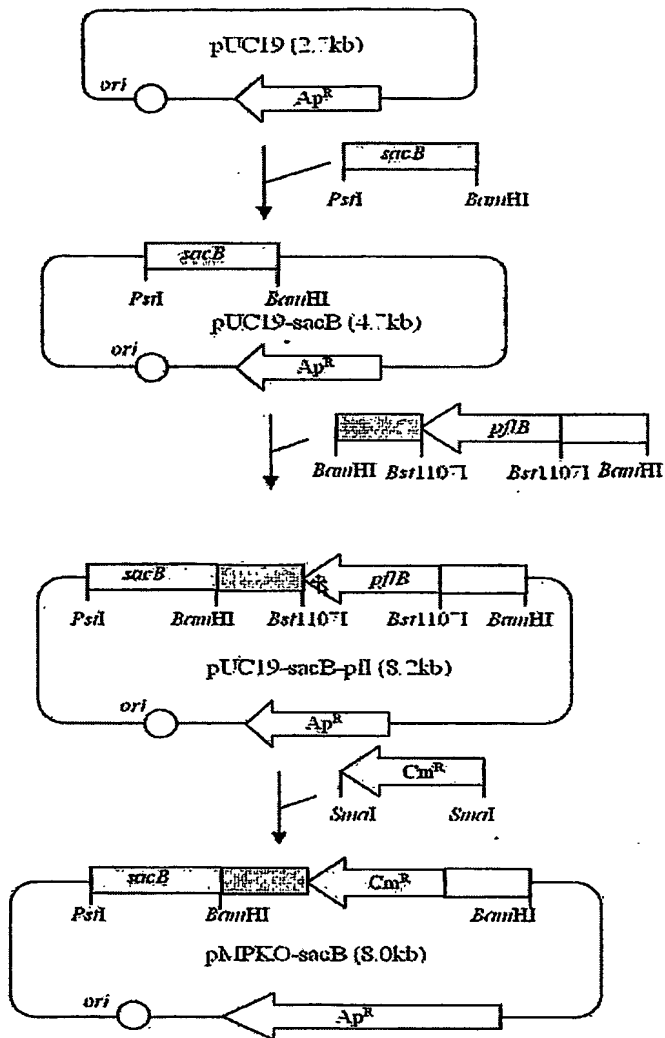 pUC19 (2.7kb)
ori
Ap^R
sacB
PstI
BamHI
sacB
PstI
BamHI
pUC19-sacB (4.7kb)
ori
Ap^R
pflB
BamHI
Bst1107I
Bst1107I
BamHI
sacB
pflB
PstI
BamHI
Bst1107I
Bst1107I
BamHI
pUC19-sacB-pfl (8.2kb)
ori
Ap^R
Cm^R
SmaI
SmaI
sacB
Cm^R
PstI
BamHI
BamHI
pMPKO-sacB (8.0kb)
ori
Ap^R